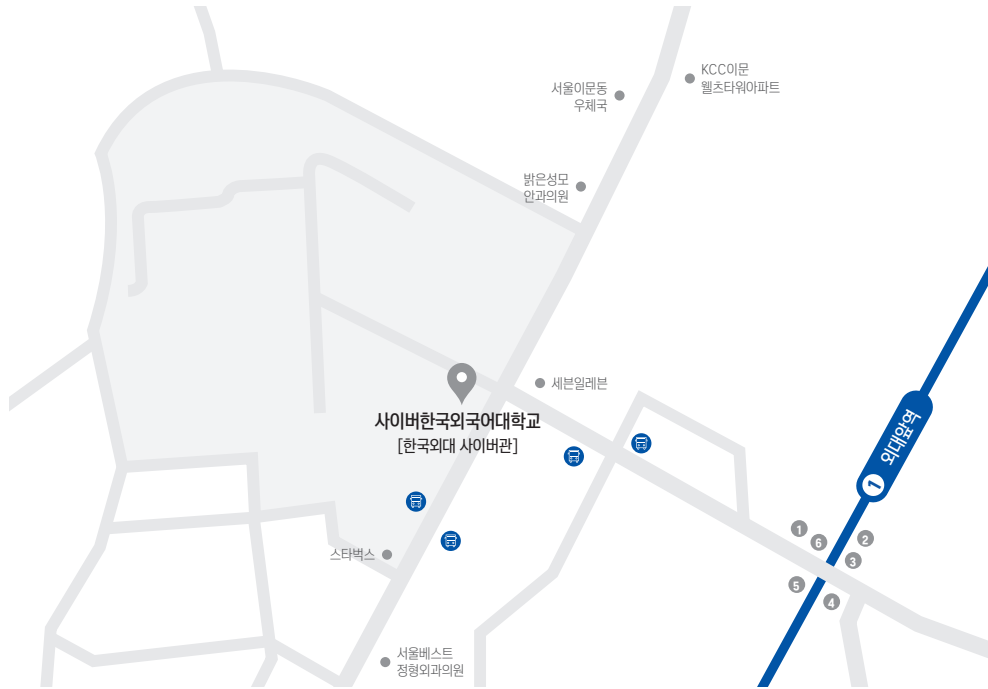 KCC이문
웰츠타워아파트
서울이문동
우체국
밝은성모
안과의원
세븐일레븐
사이버한국외국어대학교
[한국외대 사이버관]
외대앞역
1
1
6
2
3
5
4
스타벅스
서울베스트
정형외과의원